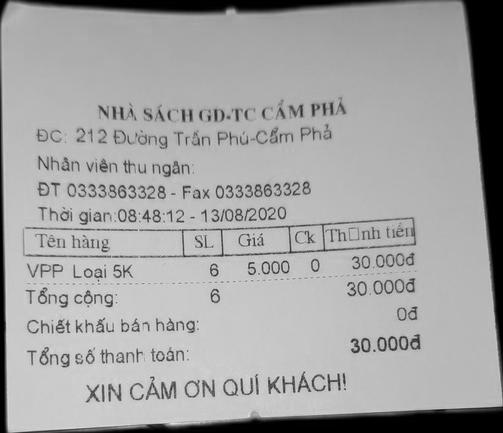 NHÀ SÁCH GD-TC CẨM PHẢ
ĐC: 212 Đường Trần Phú-Cẩm Phả
Nhân viên thu ngân:
ĐT 0333863328 - Fax 0333863328
Thời gian:08:48:12 - 13/08/2020
Tên hàng SL Giá Ck Th□nh tiền
VPP Loại 5K 6 5.000 0 30.000đ
Tổng cộng: 6 30.000đ
Chiết khấu bán hàng: 0đ
Tổng số thanh toán: 30.000đ
XIN CẢM ƠN QUÍ KHÁCH!